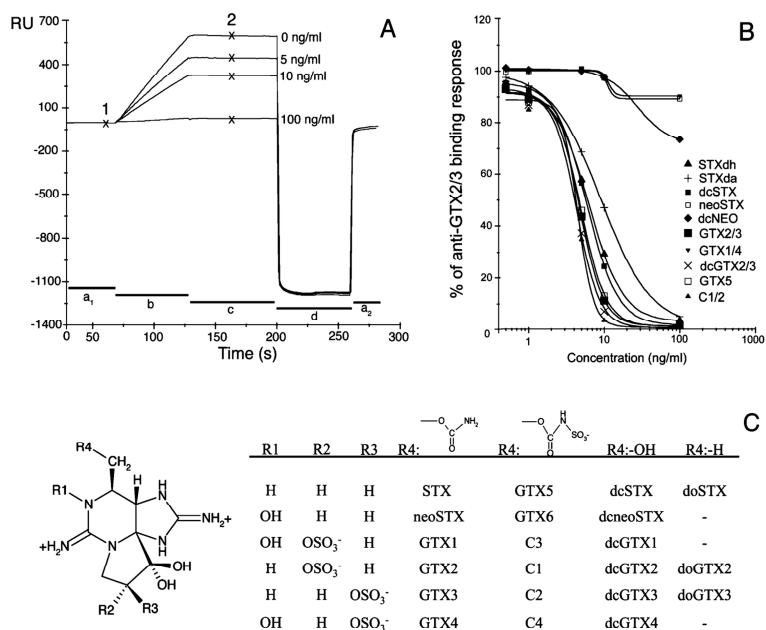 RU
A
700
600
400
100
-200
-450
-700
-900
-1100
-1400
1
2
0 ng/ml
5 ng/ml
10 ng/ml
100 ng/ml
a1
b
c
d
a2
0
50
100
150
200
250
300
Time (s)
B
% of anti-GTX2/3 binding response
120
100
80
60
40
20
0
1
10
100
1000
Concentration (ng/ml)
STXdh
STXda
dcSTX
neoSTX
dcNEO
GTX2/3
GTX1/4
dcGTX2/3
GTX5
C1/2
C
R4
CH2
H
R1
N
H
N
NH2+
+H2N
N
N
H
OH
OH
R2
R3
O NH2
C
O
O H
C N SO3-
O
R1 R2 R3 R4: R4: R4:-OH R4:-H
H H H STX GTX5 dcSTX doSTX
OH H H neoSTX GTX6 dcneoSTX -
OH OSO3- H GTX1 C3 dcGTX1 -
H OSO3- H GTX2 C1 dcGTX2 doGTX2
H H OSO3- GTX3 C2 dcGTX3 doGTX3
OH H OSO3- GTX4 C4 dcGTX4 -